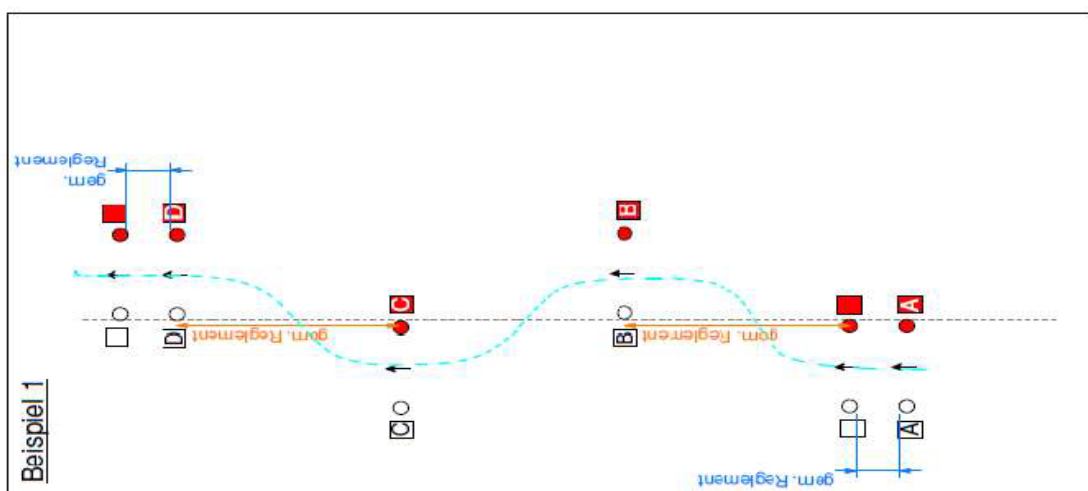 Beispiel 1
gem.
Reglement
D
D
gem. Reglement
C
C
B
B
gem. Reglement
A
A
gem. Reglement